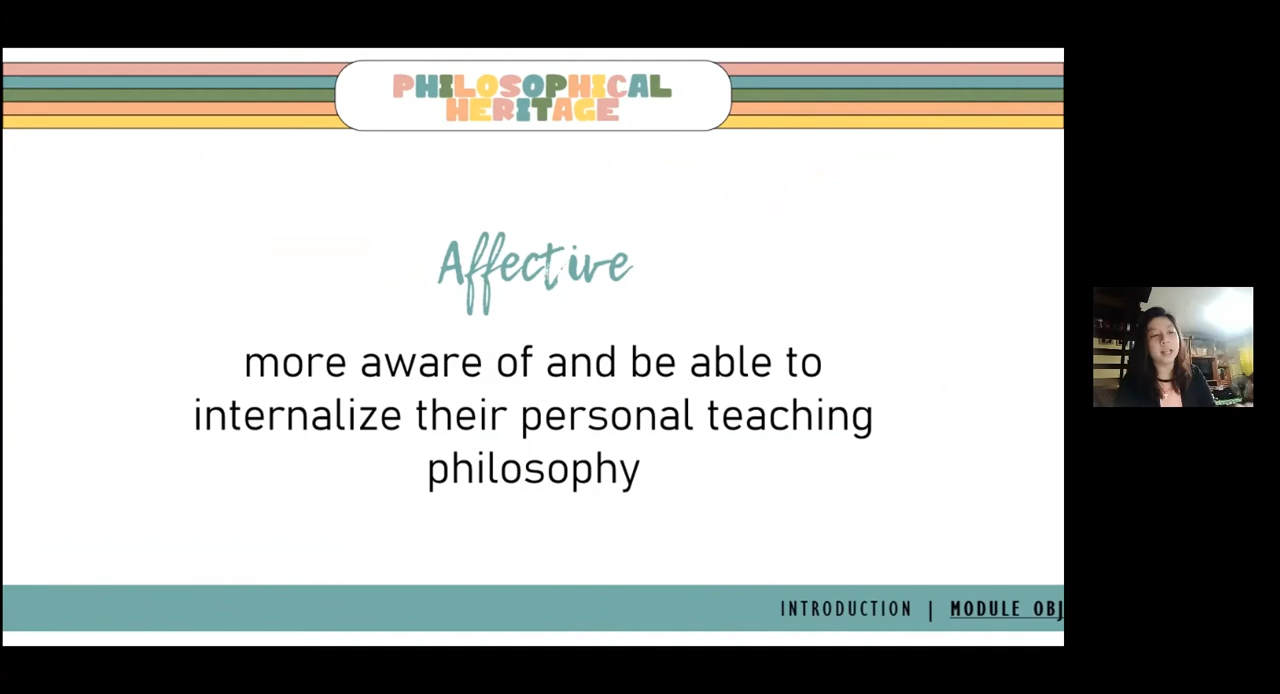 PHILOSOPHICAL
HERITAGE
Affective
more aware of and be able to
internalize their personal teaching
philosophy
INTRODUCTION | MODULE OBJ